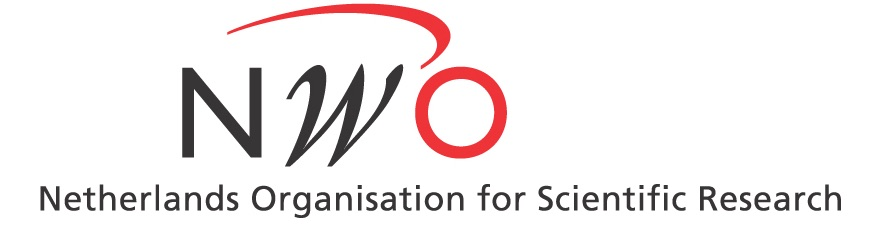 NWO
Netherlands Organisation for Scientific Research